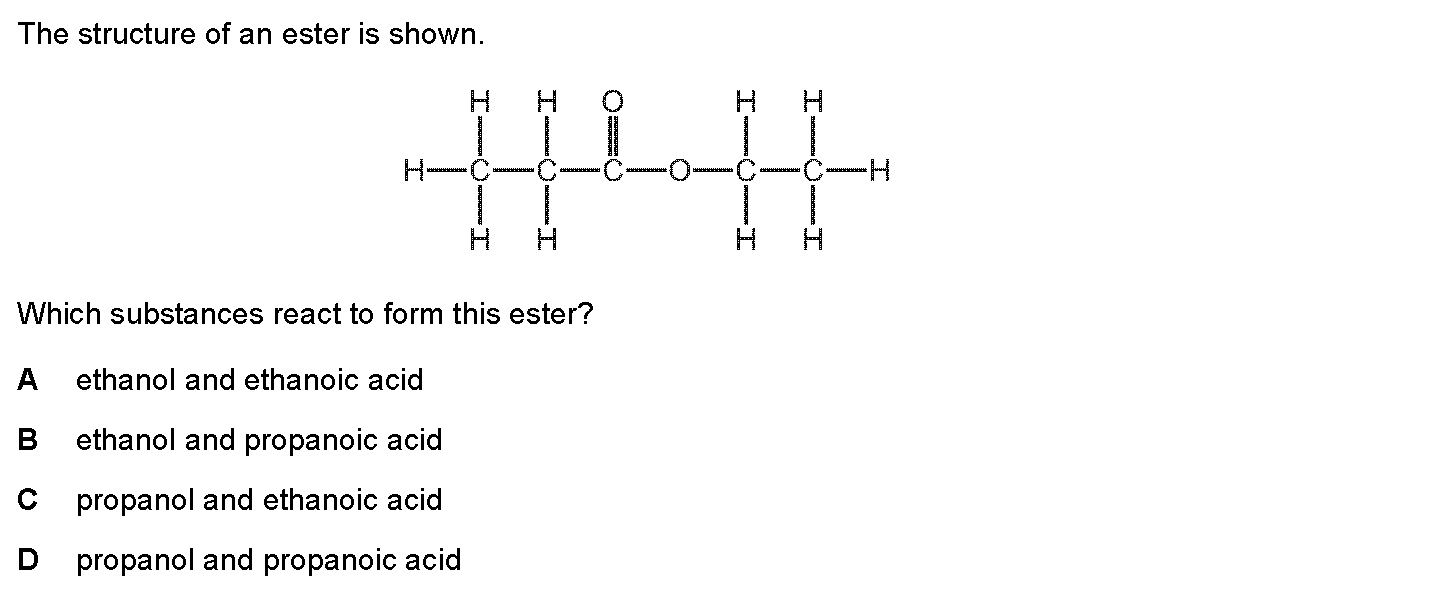 The structure of an ester is shown.
H H O H H
H C C C O C C H
H H H H
Which substances react to form this ester?
A ethanol and ethanoic acid
B ethanol and propanoic acid
C propanol and ethanoic acid
D propanol and propanoic acid